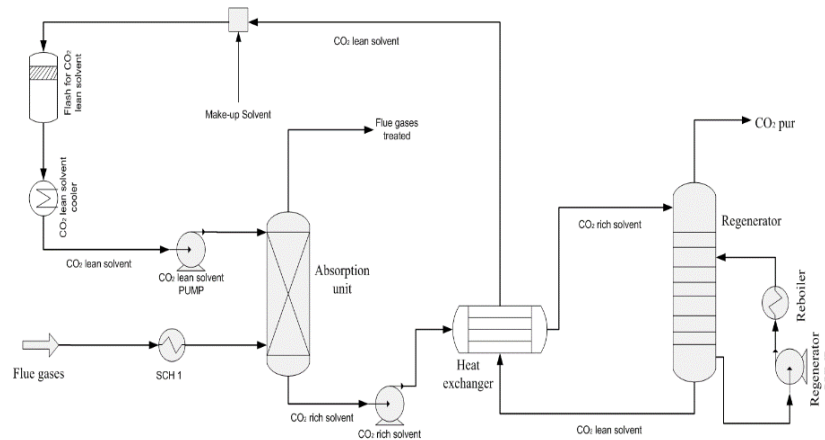 CO₂ lean solvent
Flash for CO₂
lean solvent
Make-up Solvent
Flue gases
treated
CO₂ pur
CO₂ lean solvent
cooler
CO₂ rich solvent
Regenerator
CO₂ lean solvent
CO₂ lean solvent
PUMP
Absorption
unit
Reboiler
Flue gases
SCH 1
Heat
exchanger
Regenerator
CO₂ rich solvent
CO₂ rich solvent
CO₂ lean solvent